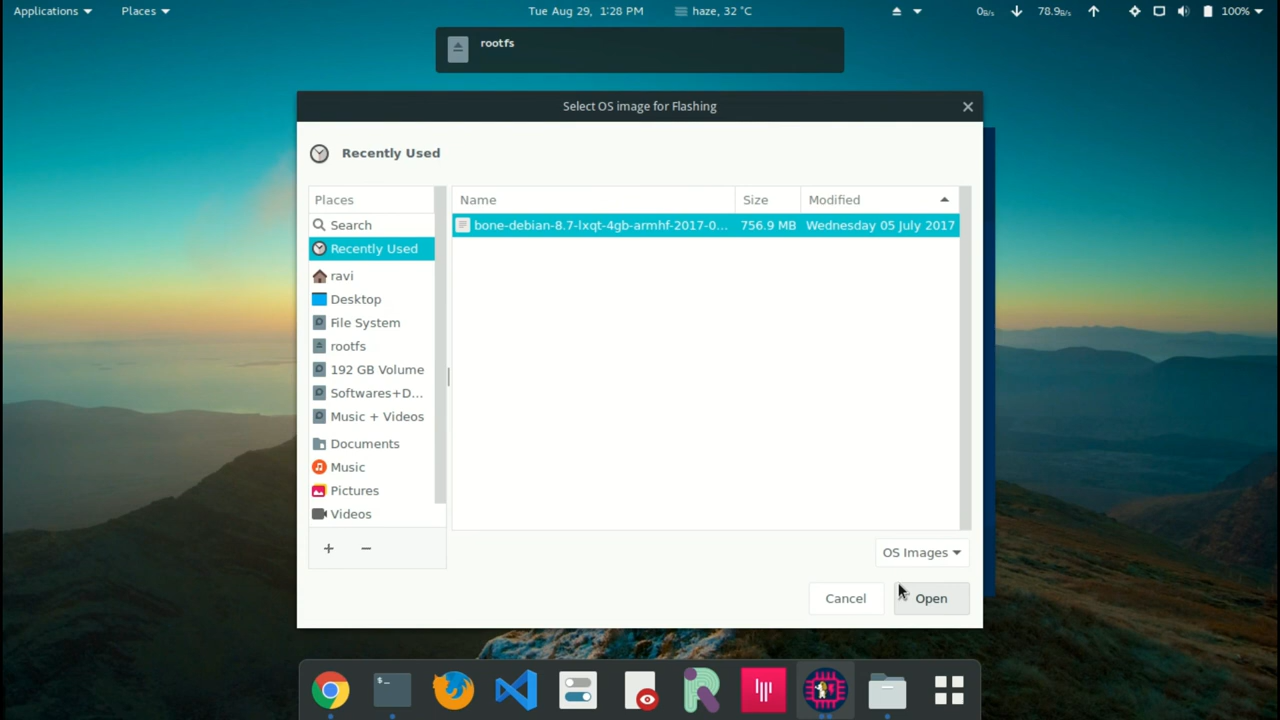 Applications Places Tue Aug 29, 1:28 PM haze, 32 °C 0B/s 78.9B/s 100%
rootfs
Select OS image for Flashing
Recently Used
Places Name Size Modified
Search bone-debian-8.7-lxqt-4gb-armhf-2017-0... 756.9 MB Wednesday 05 July 2017
Recently Used
ravi
Desktop
File System
rootfs
192 GB Volume
Softwares+D...
Music + Videos
Documents
Music
Pictures
Videos
+ −
OS Images
Cancel Open